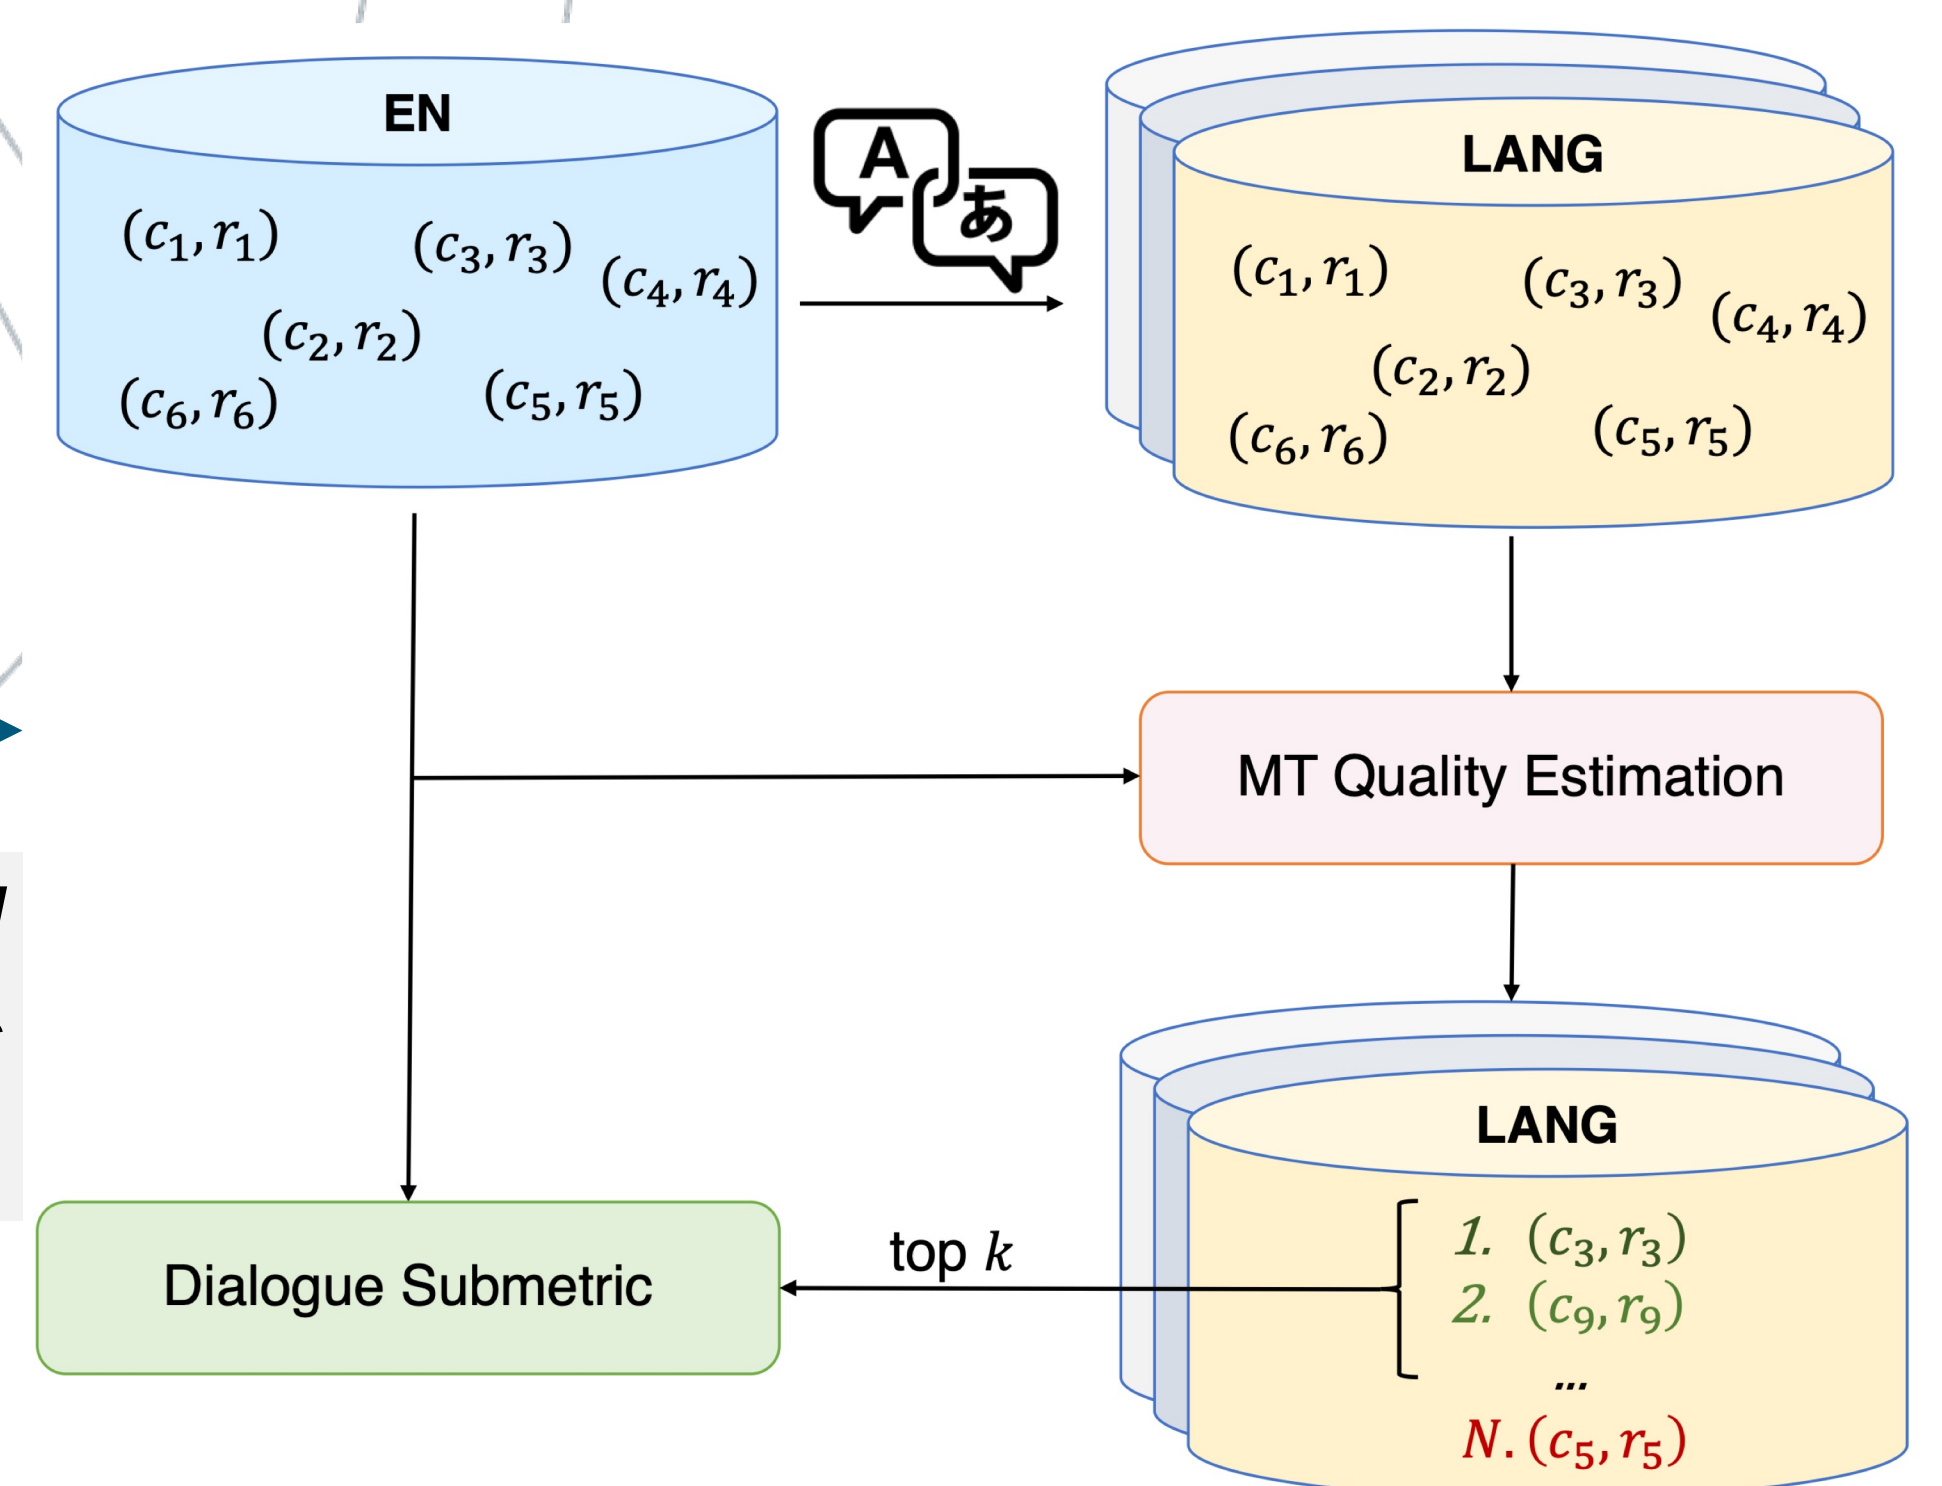 EN
(c₁, r₁)
(c₃, r₃)
(c₄, r₄)
(c₂, r₂)
(c₆, r₆)
(c₅, r₅)
A
あ
LANG
(c₁, r₁)
(c₃, r₃)
(c₄, r₄)
(c₂, r₂)
(c₆, r₆)
(c₅, r₅)
MT Quality Estimation
LANG
1. (c₃, r₃)
2. (c₉, r₉)
...
N. (c₅, r₅)
top k
Dialogue Submetric